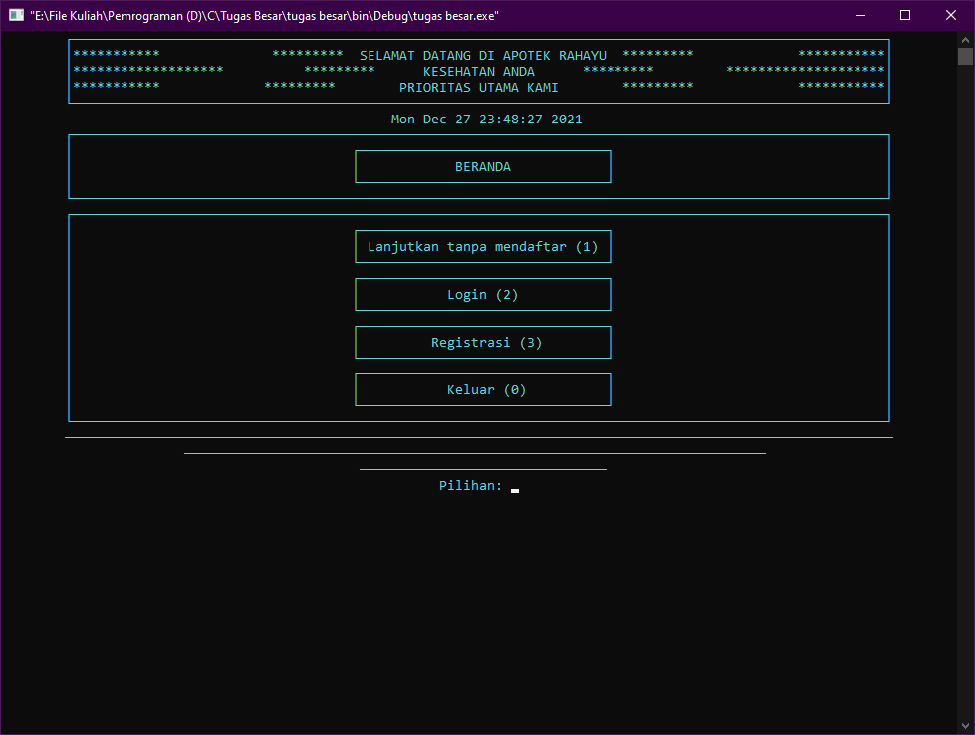 "E:\File Kuliah\Pemrograman (D)\C\Tugas Besar\tugas besar\bin\Debug\tugas besar.exe"
*********** ********* SELAMAT DATANG DI APOTEK RAHAYU ********* ***********
******************* ********* KESEHATAN ANDA ********* ********************
*********** ********* PRIORITAS UTAMA KAMI ********* ***********
Mon Dec 27 23:48:27 2021
BERANDA
Lanjutkan tanpa mendaftar (1)
Login (2)
Registrasi (3)
Keluar (0)
Pilihan: